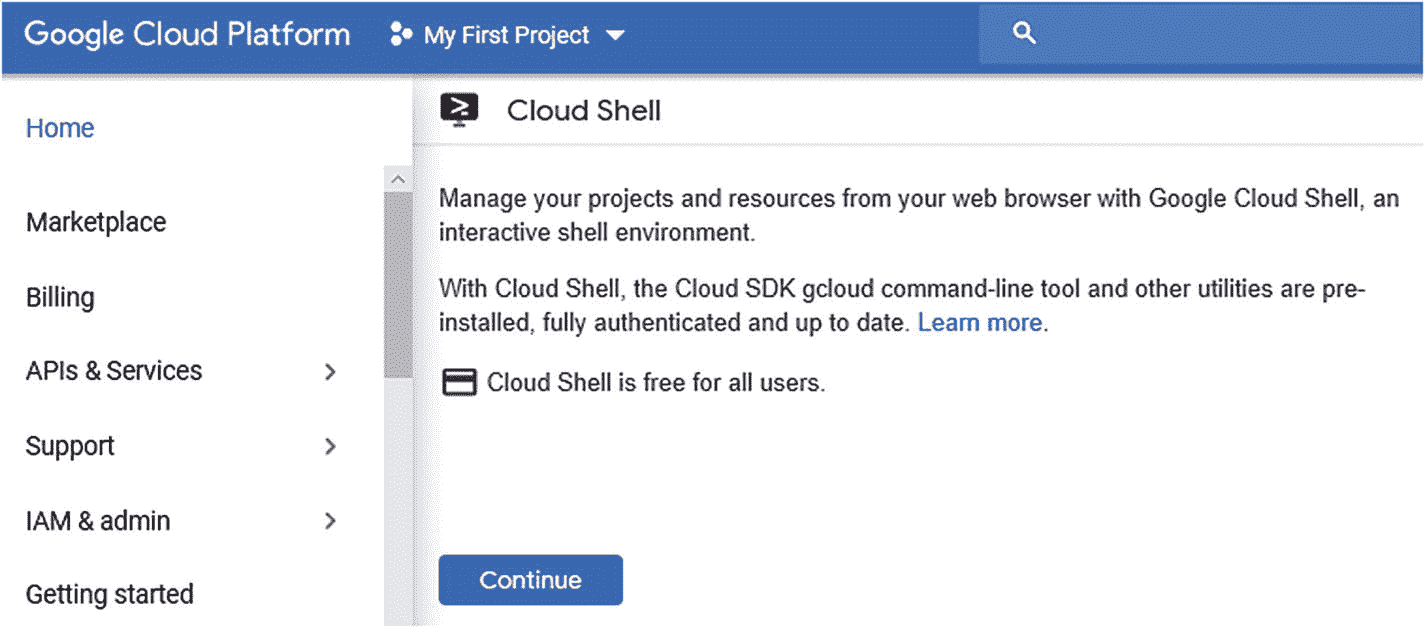 Google Cloud Platform
My First Project
Home
Marketplace
Billing
APIs & Services
Support
IAM & admin
Getting started
Cloud Shell
Manage your projects and resources from your web browser with Google Cloud Shell, an
interactive shell environment.
With Cloud Shell, the Cloud SDK gcloud command-line tool and other utilities are pre-
installed, fully authenticated and up to date. Learn more.
Cloud Shell is free for all users.
Continue